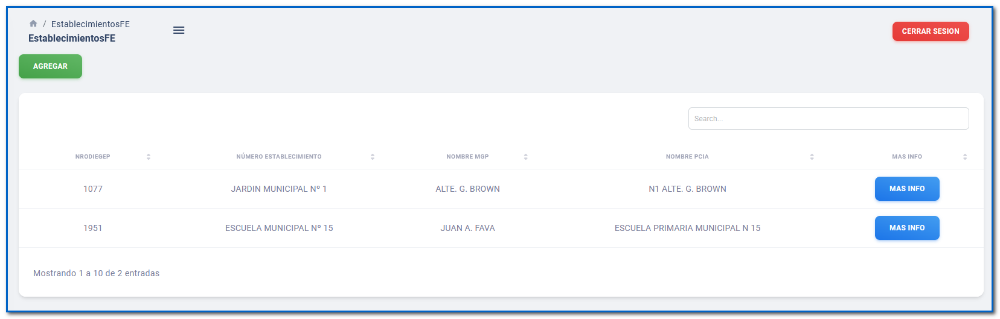 / EstablecimientosFE
EstablecimientosFE
CERRAR SESION
AGREGAR
Search...
NRODIEGEP NÚMERO ESTABLECIMIENTO NOMBRE MGP NOMBRE PCIA MAS INFO
1077 JARDIN MUNICIPAL Nº 1 ALTE. G. BROWN N1 ALTE. G. BROWN MAS INFO
1951 ESCUELA MUNICIPAL Nº 15 JUAN A. FAVA ESCUELA PRIMARIA MUNICIPAL N 15 MAS INFO
Mostrando 1 a 10 de 2 entradas